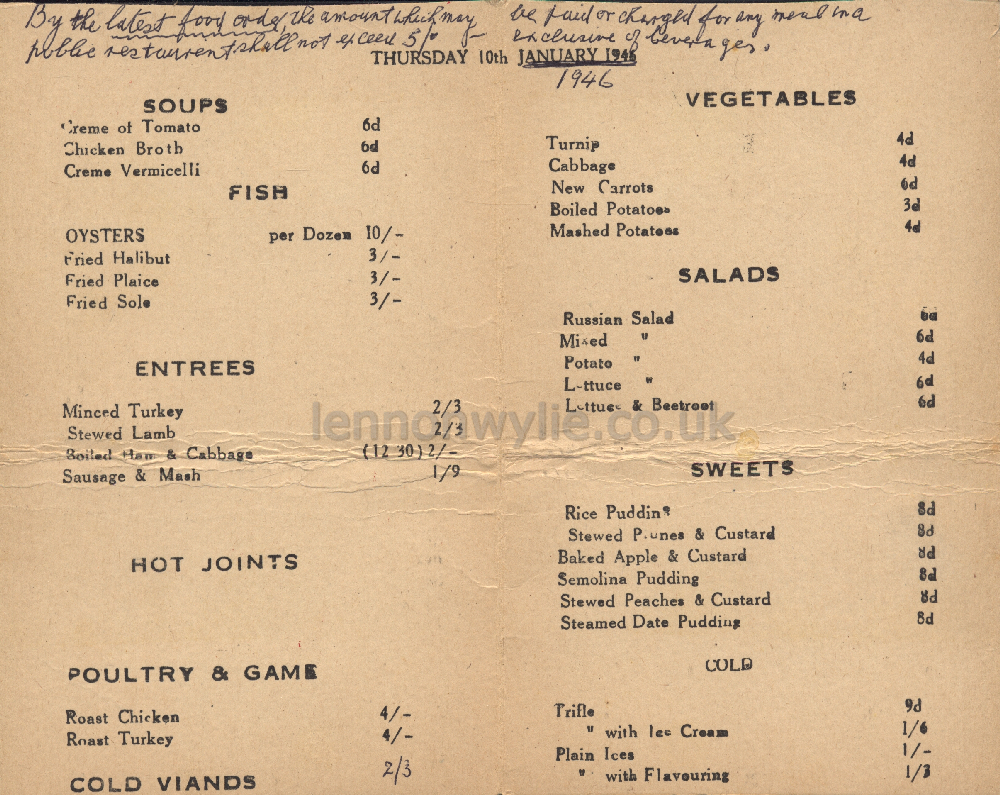 By the latest food order the amount which may be paid or charged for any meal in a
public restaurent shall not exceed 5/- exclusive of beverages.
THURSDAY 10th JANUARY 1946
1946
SOUPS
Creme of Tomato 6d
Chicken Broth 6d
Creme Vermicelli 6d
FISH
OYSTERS per Dozen 10/-
Fried Halibut 3/-
Fried Plaice 3/-
Fried Sole 3/-
ENTREES
Minced Turkey 2/3
Stewed Lamb 2/3
Boiled Ham & Cabbage (12 30) 2/-
Sausage & Mash 1/9
HOT JOINTS
POULTRY & GAME
Roast Chicken 4/-
Roast Turkey 4/-
COLD VIANDS 2/3
VEGETABLES
Turnip 4d
Cabbage 4d
New Carrots 6d
Boiled Potatoes 3d
Mashed Potatoes 4d
SALADS
Russian Salad 6d
Mixed " 6d
Potato " 4d
Lettuce " 6d
Lettuce & Beetroot 6d
SWEETS
Rice Pudding 8d
Stewed Prunes & Custard 8d
Baked Apple & Custard 8d
Semolina Pudding 8d
Stewed Peaches & Custard 8d
Steamed Date Pudding 8d
COLD
Trifle 9d
" with Ice Cream 1/6
Plain Ices 1/-
" with Flavouring 1/3
lennonwylie.co.uk